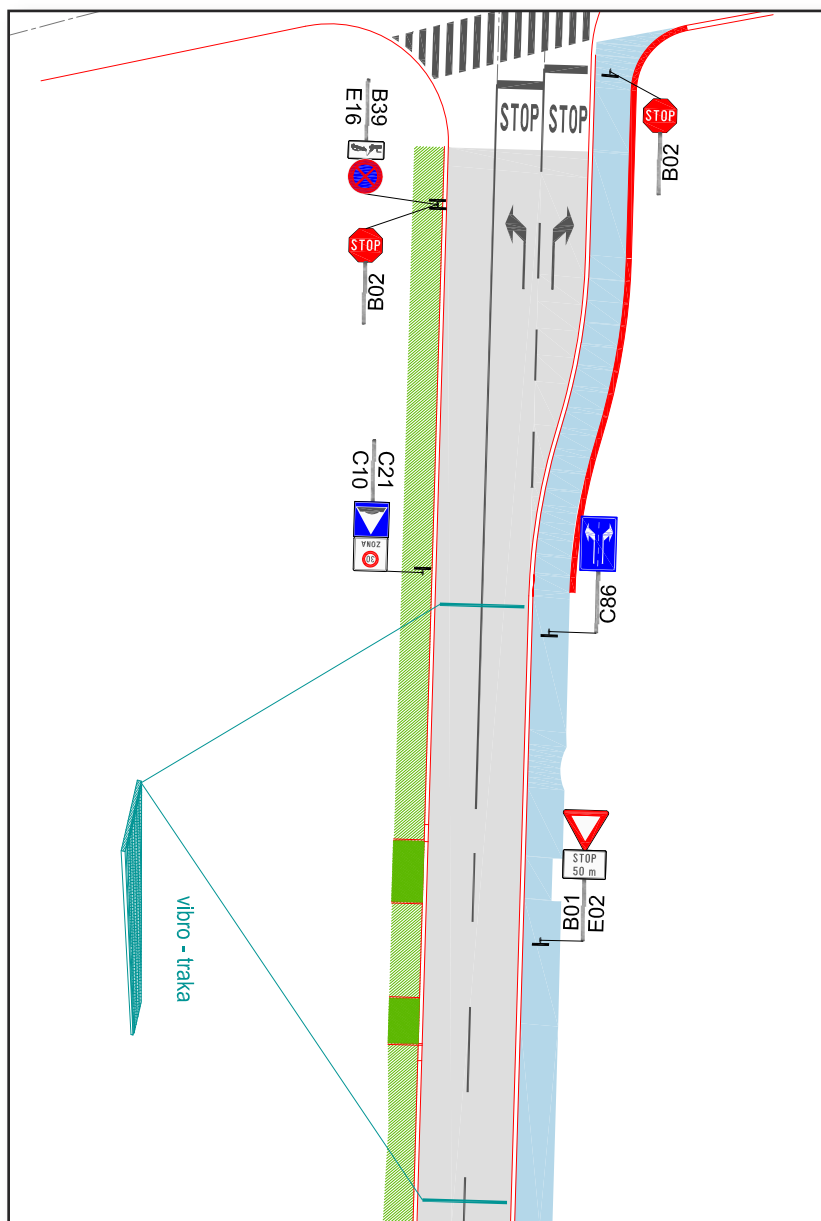 STOP
STOP
B39
E16
STOP
B02
STOP
B02
C21
C10
ZONA
30
C86
STOP
50 m
B01
E02
vibro - traka